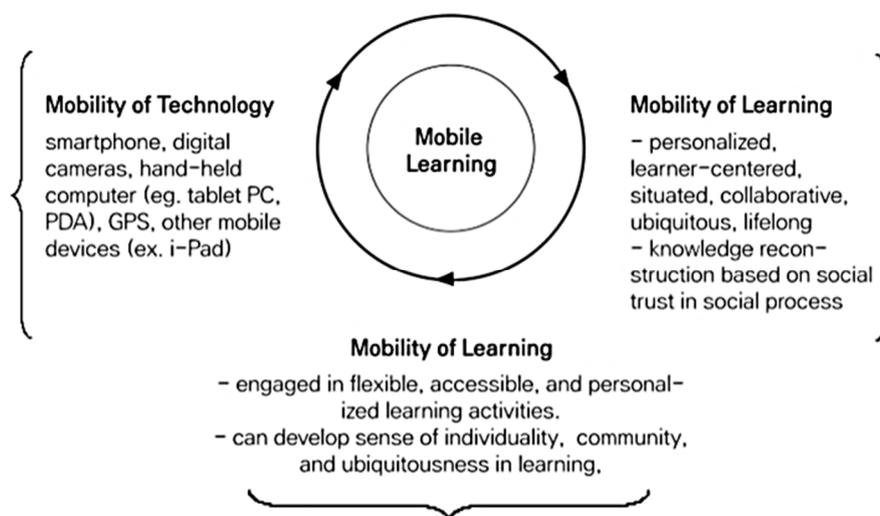 Mobility of Technology
smartphone, digital
cameras, hand-held
computer (eg. tablet PC,
PDA), GPS, other mobile
devices (ex. i-Pad)
Mobile
Learning
Mobility of Learning
- personalized,
learner-centered,
situated, collaborative,
ubiquitous, lifelong
- knowledge recon-
struction based on social
trust in social process
Mobility of Learning
- engaged in flexible, accessible, and personal-
ized learning activities.
- can develop sense of individuality, community,
and ubiquitousness in learning.